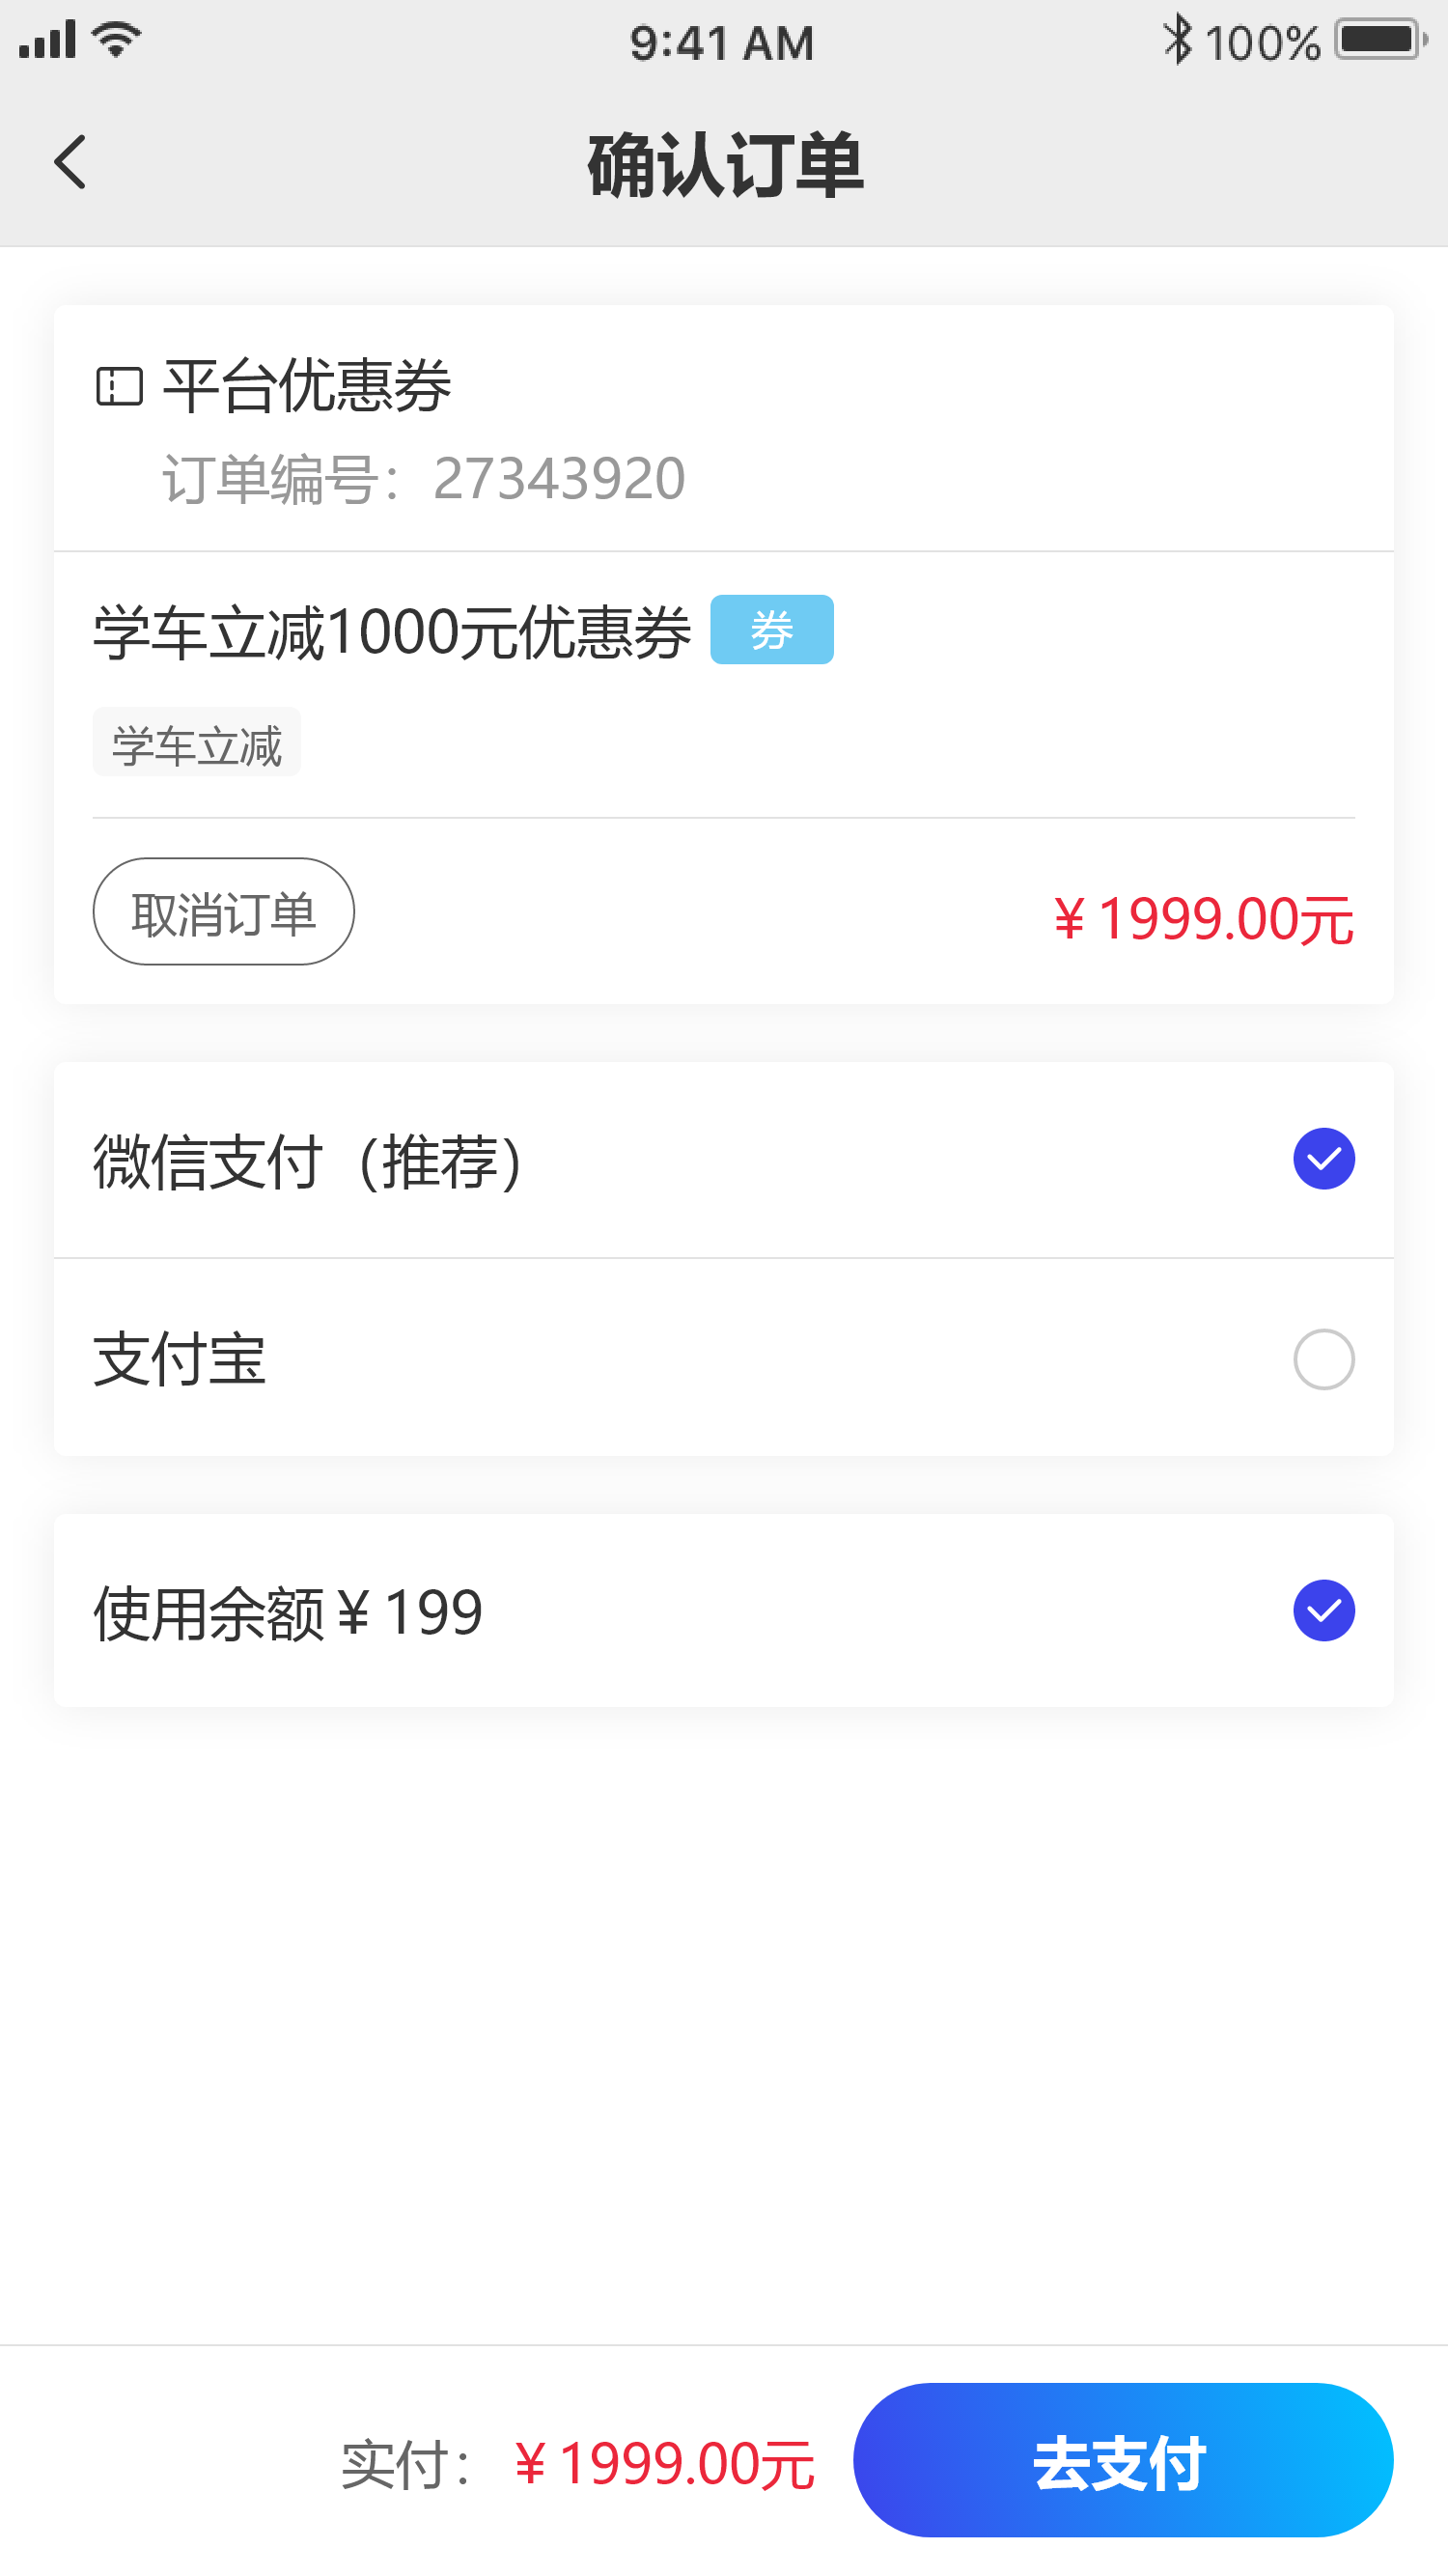 9:41 AM
100%
确认订单
平台优惠券
订单编号：27343920
学车立减1000元优惠券
券
学车立减
取消订单
￥1999.00元
微信支付（推荐）
支付宝
使用余额￥199
实付：
￥1999.00元
去支付